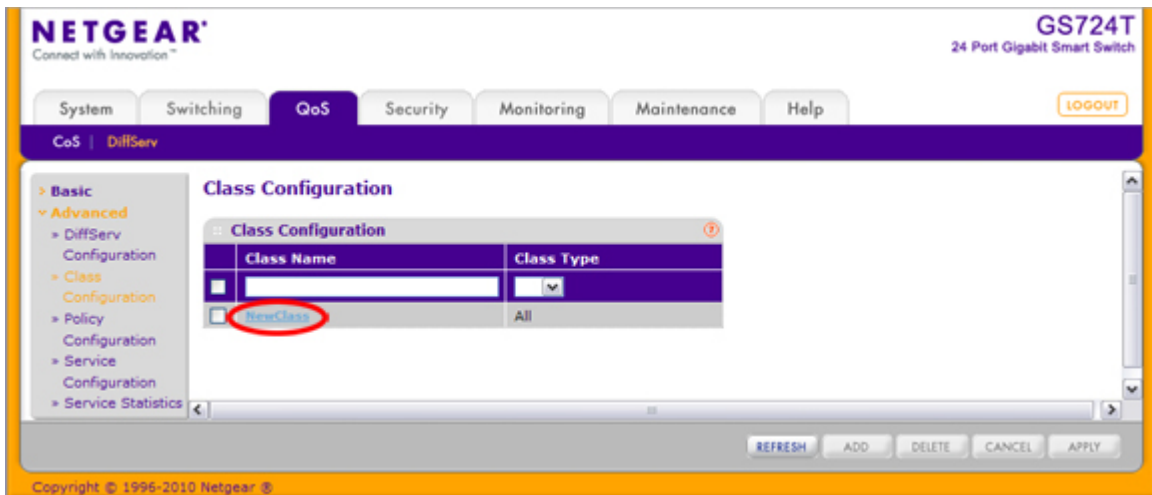 NETGEAR®
GS724T
Connect with Innovation™
24 Port Gigabit Smart Switch
System Switching QoS Security Monitoring Maintenance Help LOGOUT
CoS | DiffServ
Basic
Advanced
» DiffServ
Configuration
» Class
Configuration
» Policy
Configuration
» Service
Configuration
» Service Statistics
Class Configuration
Class Configuration ?
Class Name Class Type
NewClass All
REFRESH ADD DELETE CANCEL APPLY
Copyright © 1996-2010 Netgear ®